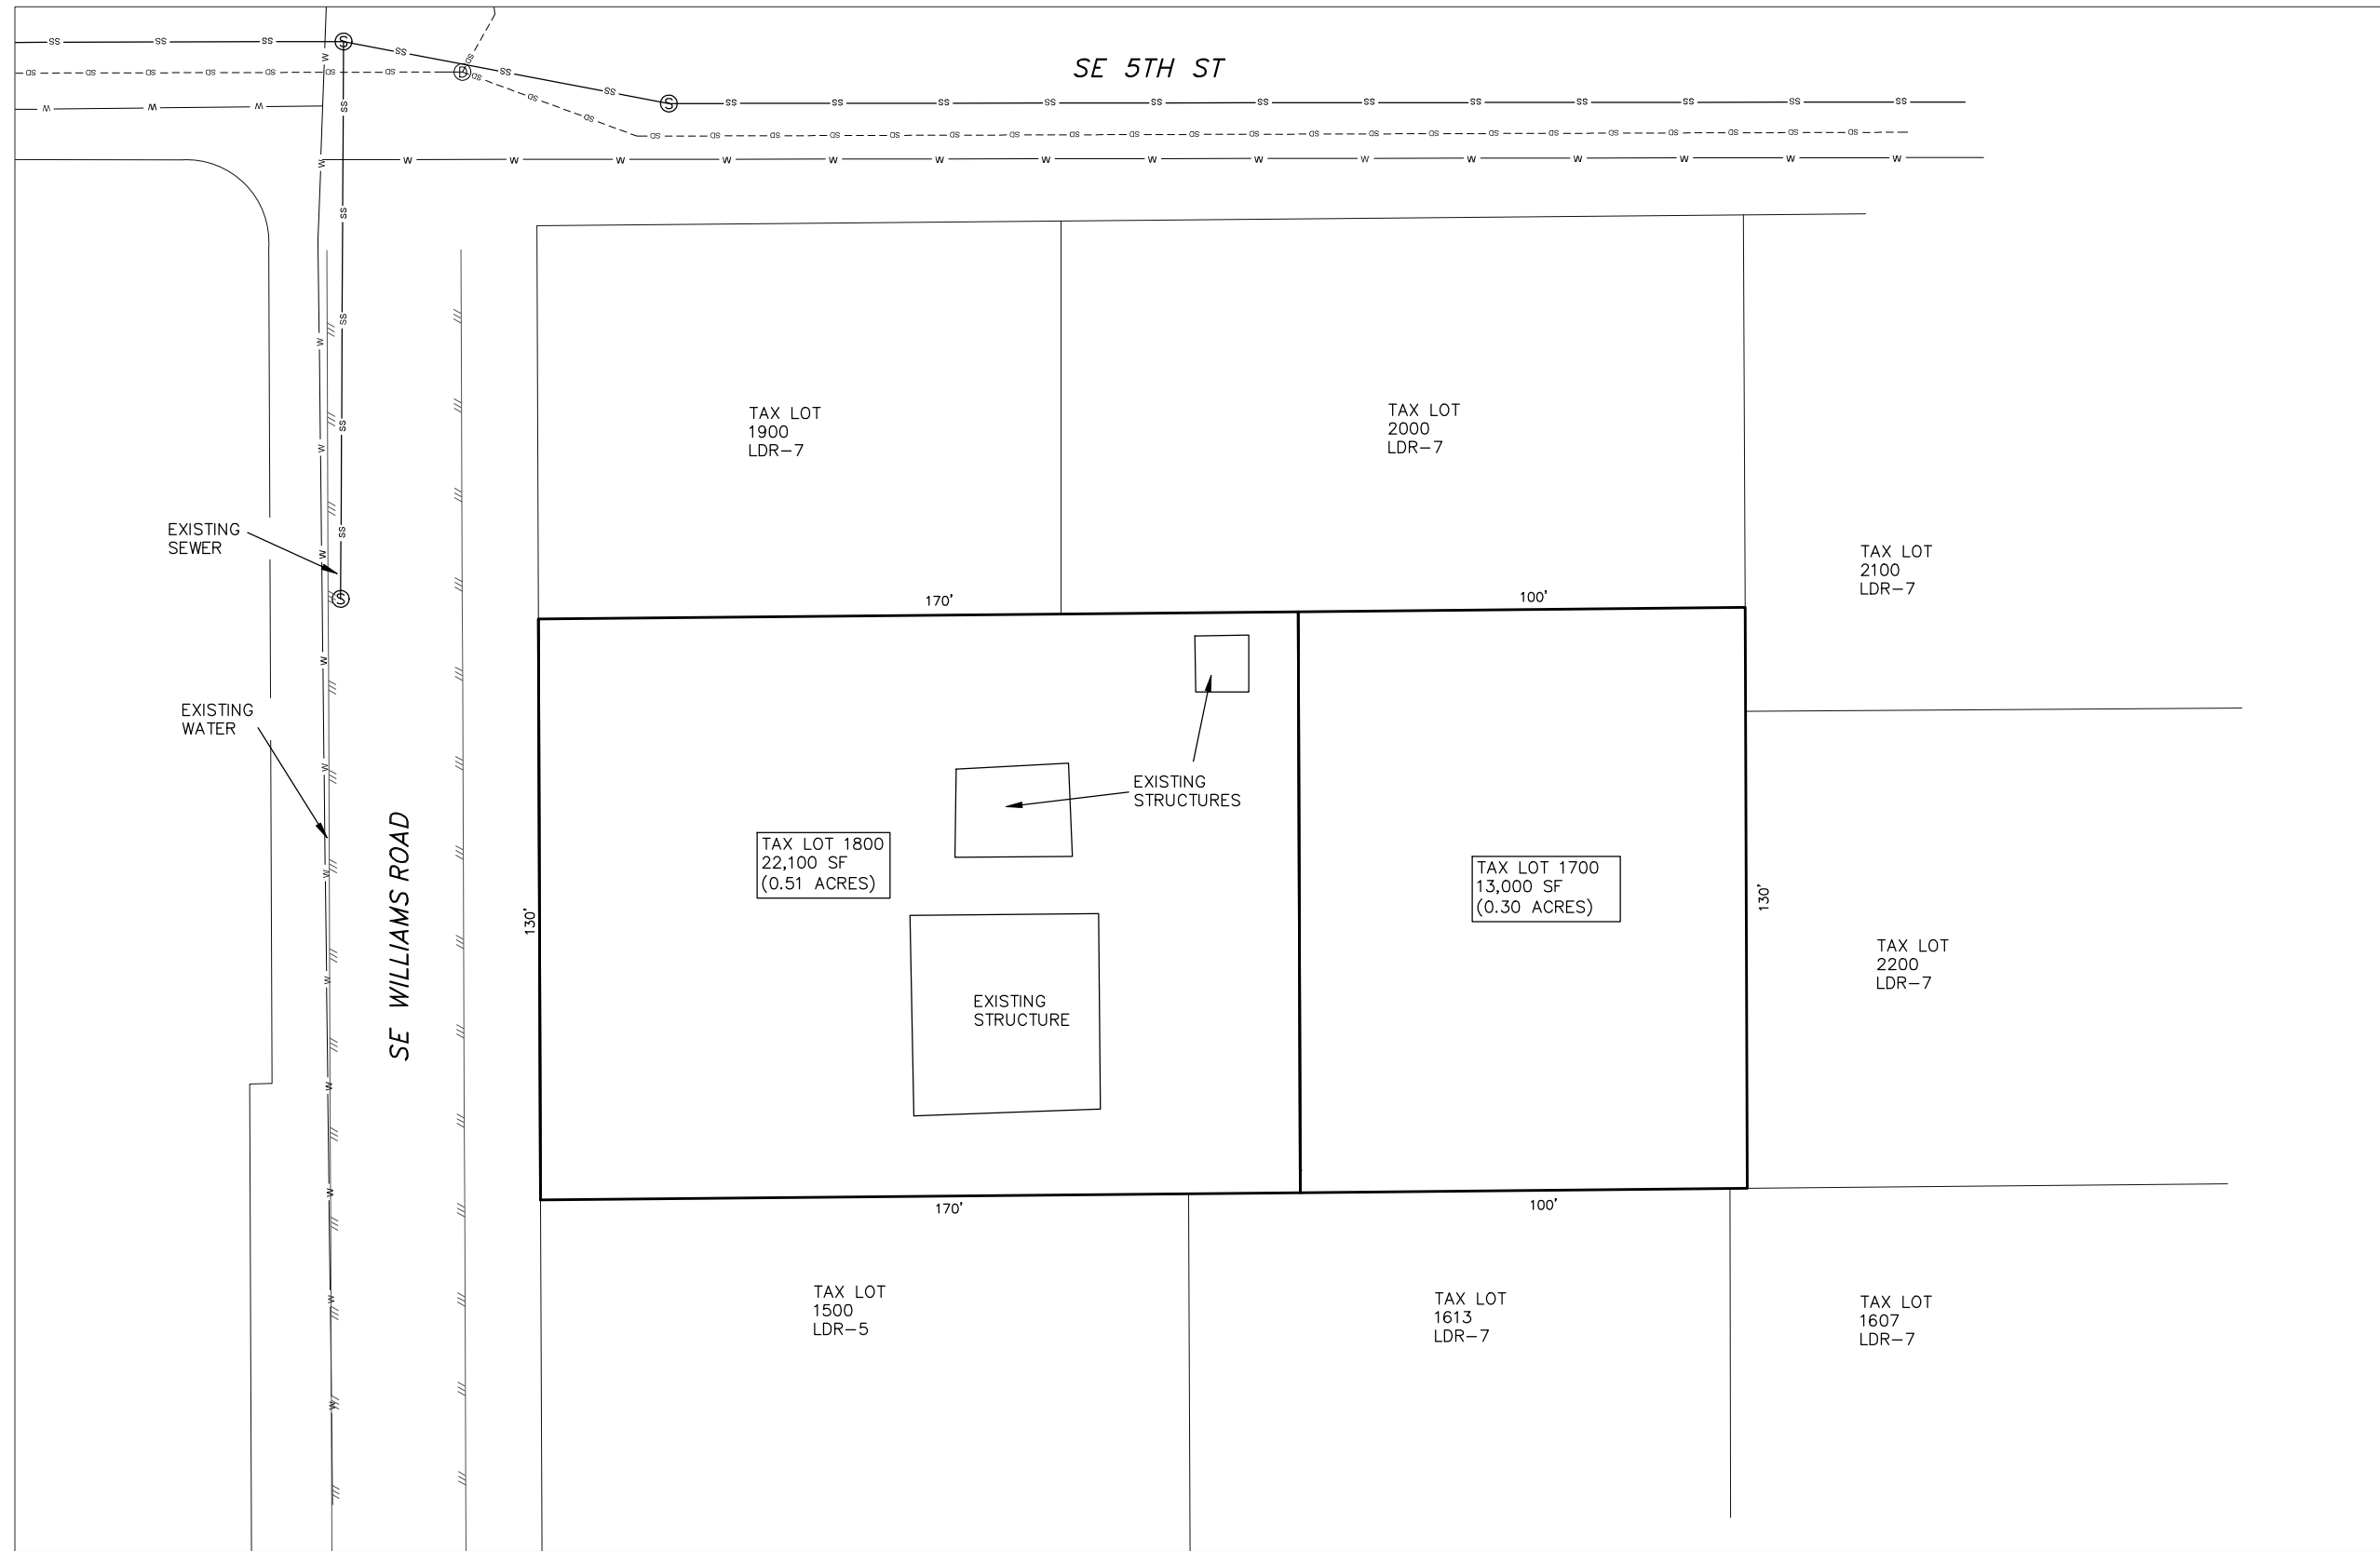 SE 5TH ST
TAX LOT
1900
LDR-7
TAX LOT
2000
LDR-7
EXISTING
SEWER
TAX LOT
2100
LDR-7
170'
100'
EXISTING
WATER
EXISTING
STRUCTURES
SE WILLIAMS ROAD
TAX LOT 1800
22,100 SF
(0.51 ACRES)
TAX LOT 1700
13,000 SF
(0.30 ACRES)
130'
130'
TAX LOT
2200
LDR-7
EXISTING
STRUCTURE
170'
100'
TAX LOT
1500
LDR-5
TAX LOT
1613
LDR-7
TAX LOT
1607
LDR-7